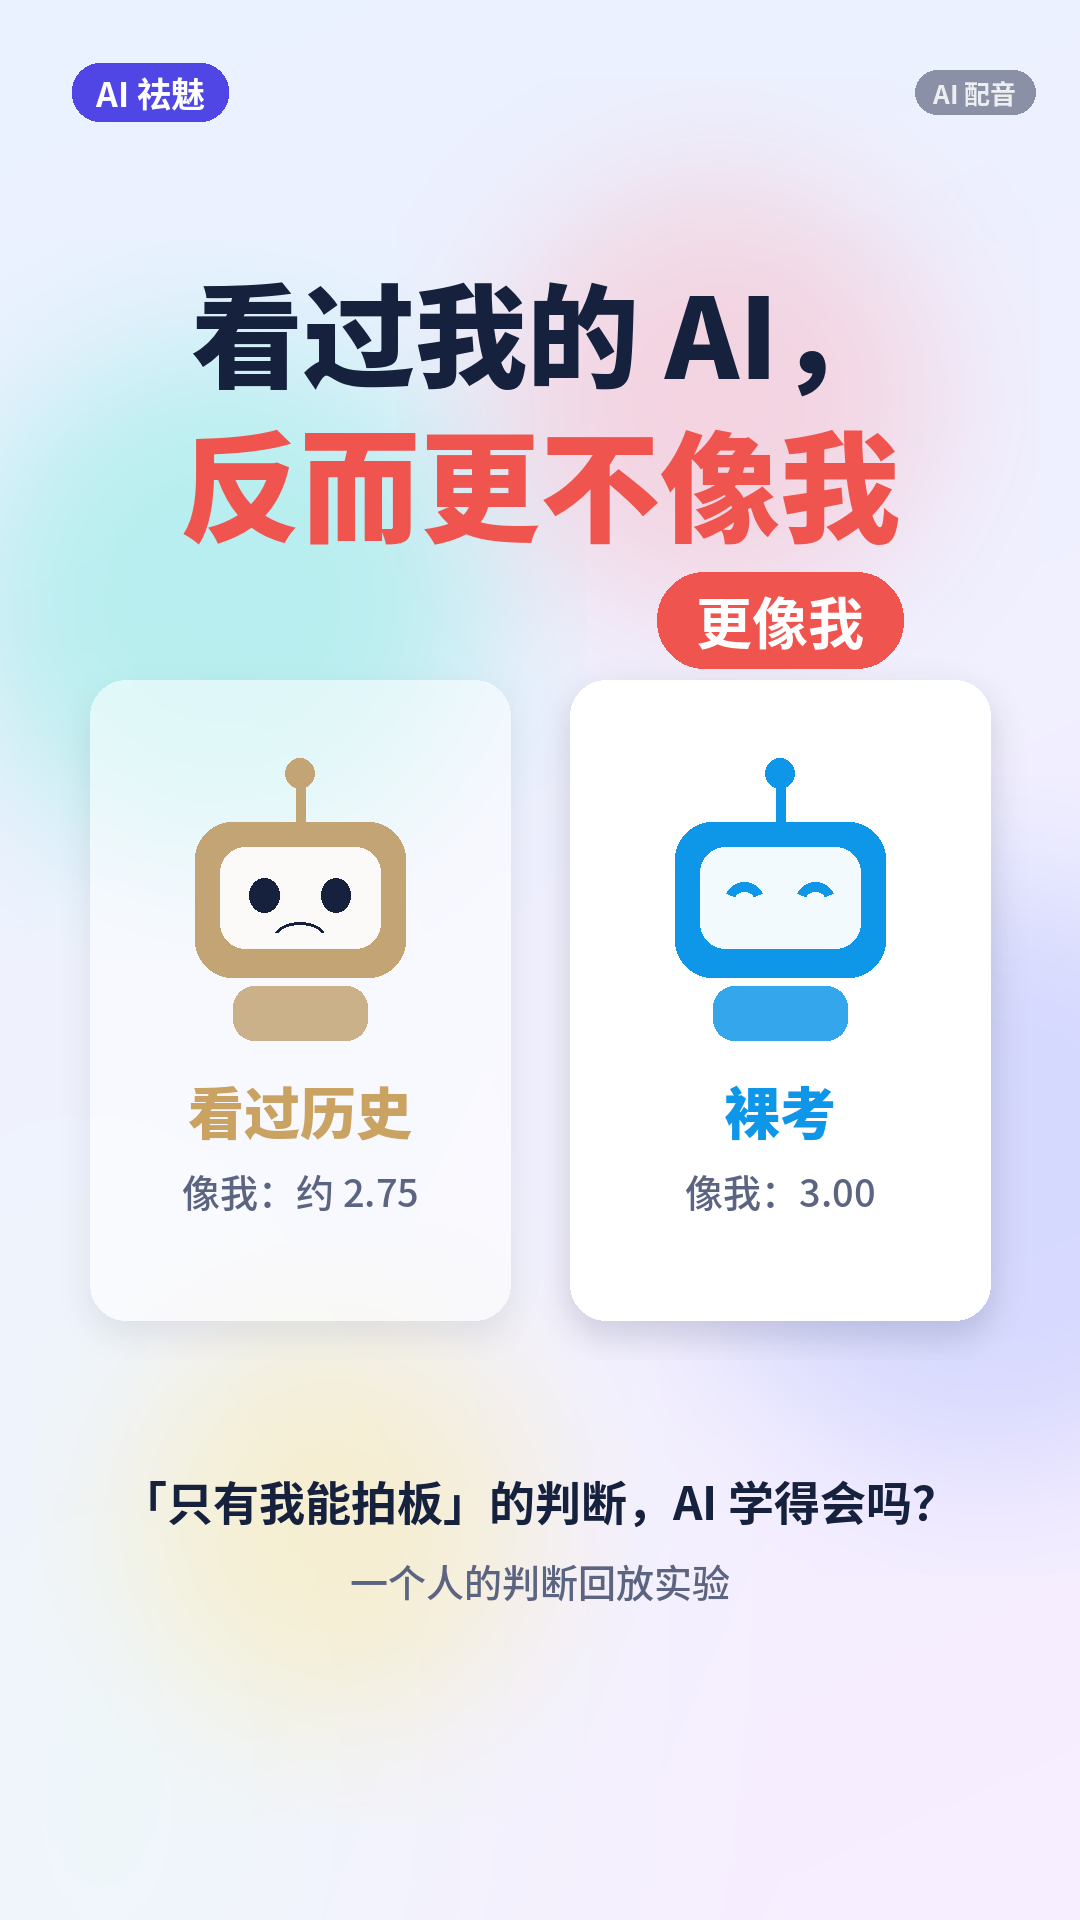 AI 祛魅
AI 配音
看过我的 AI，
反而更不像我
更像我
看过历史
像我：约 2.75
裸考
像我：3.00
「只有我能拍板」的判断，AI 学得会吗？
一个人的判断回放实验